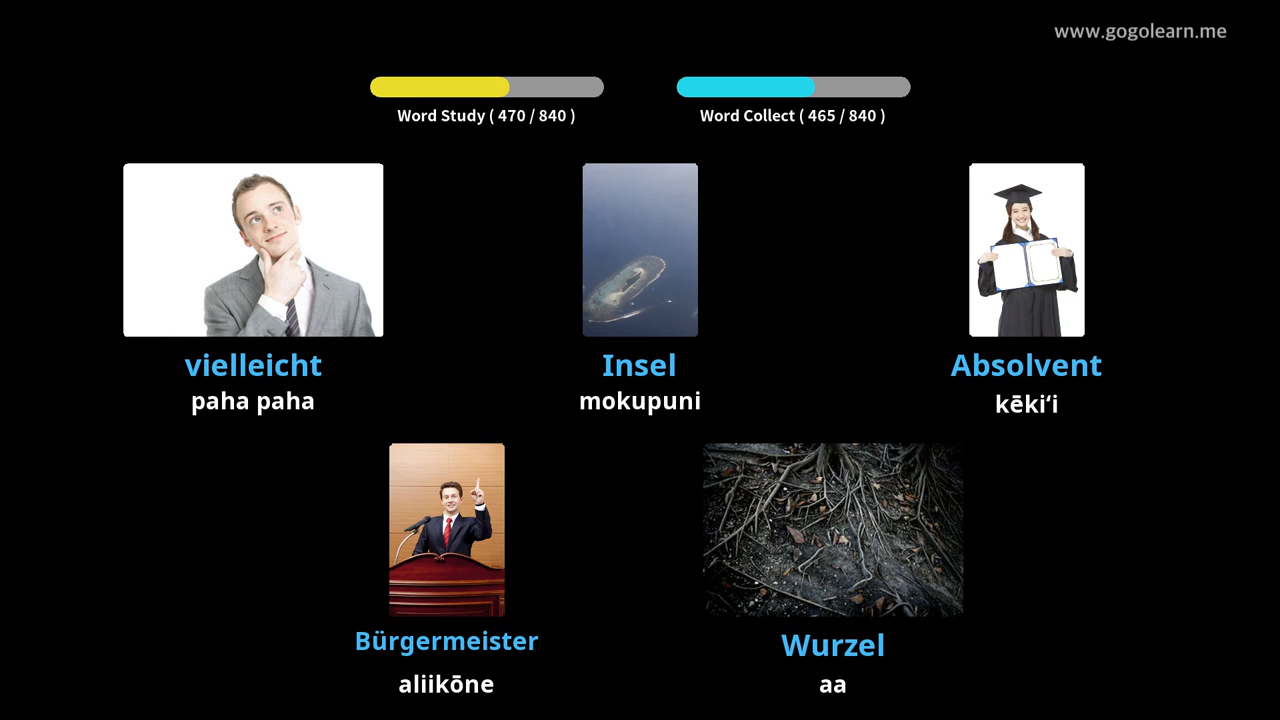 www.gogolearn.me
Word Study ( 470 / 840 )
Word Collect ( 465 / 840 )
vielleicht
paha paha
Insel
mokupuni
Absolvent
kēkiʻi
Bürgermeister
aliikōne
Wurzel
aa